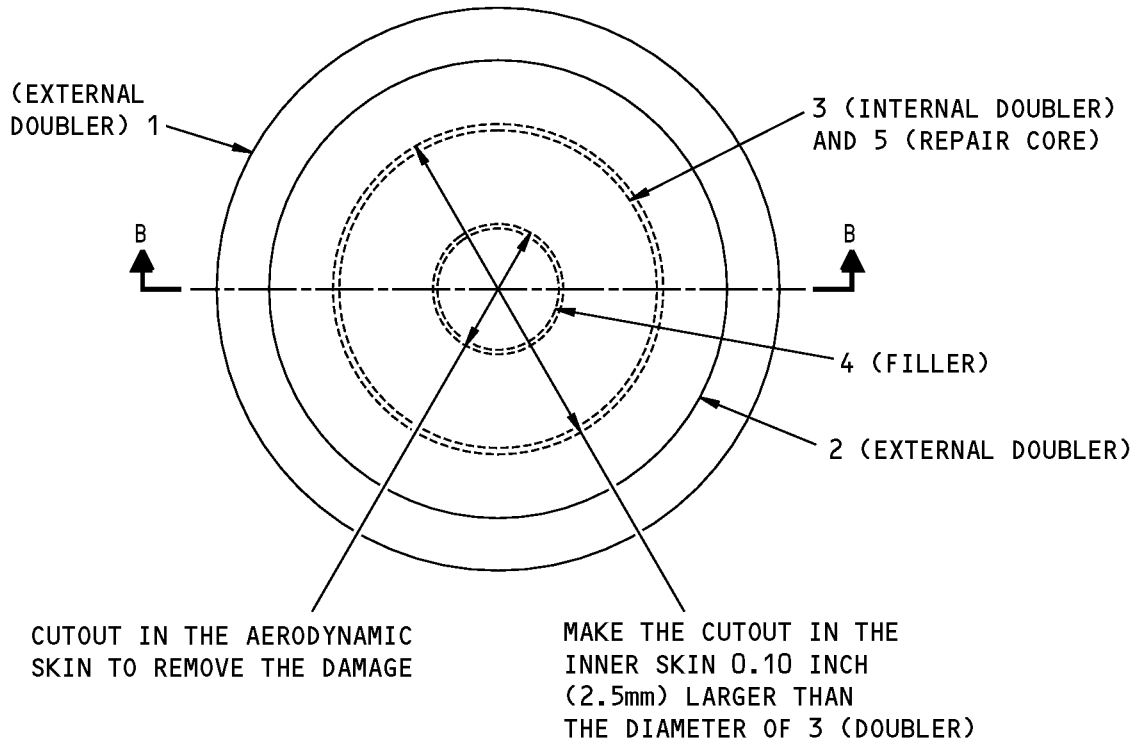 (EXTERNAL
DOUBLER) 1
3 (INTERNAL DOUBLER)
AND 5 (REPAIR CORE)
B
B
4 (FILLER)
2 (EXTERNAL DOUBLER)
CUTOUT IN THE AERODYNAMIC
SKIN TO REMOVE THE DAMAGE
MAKE THE CUTOUT IN THE
INNER SKIN 0.10 INCH
(2.5mm) LARGER THAN
THE DIAMETER OF 3 (DOUBLER)